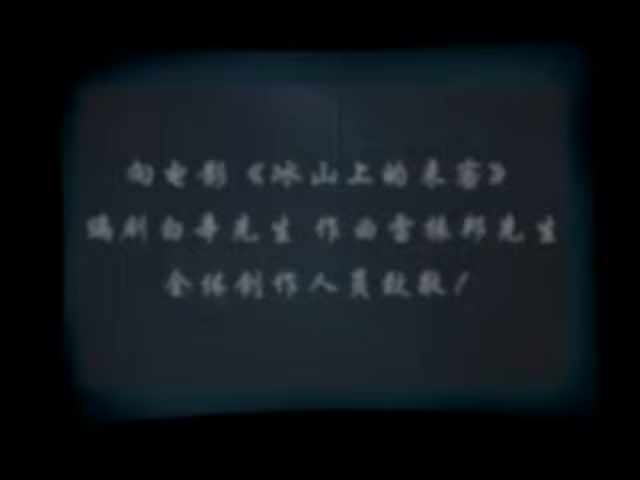 向电影《冰山上的来客》
编剧白辛先生 作曲雷振邦先生
全体创作人员致敬！